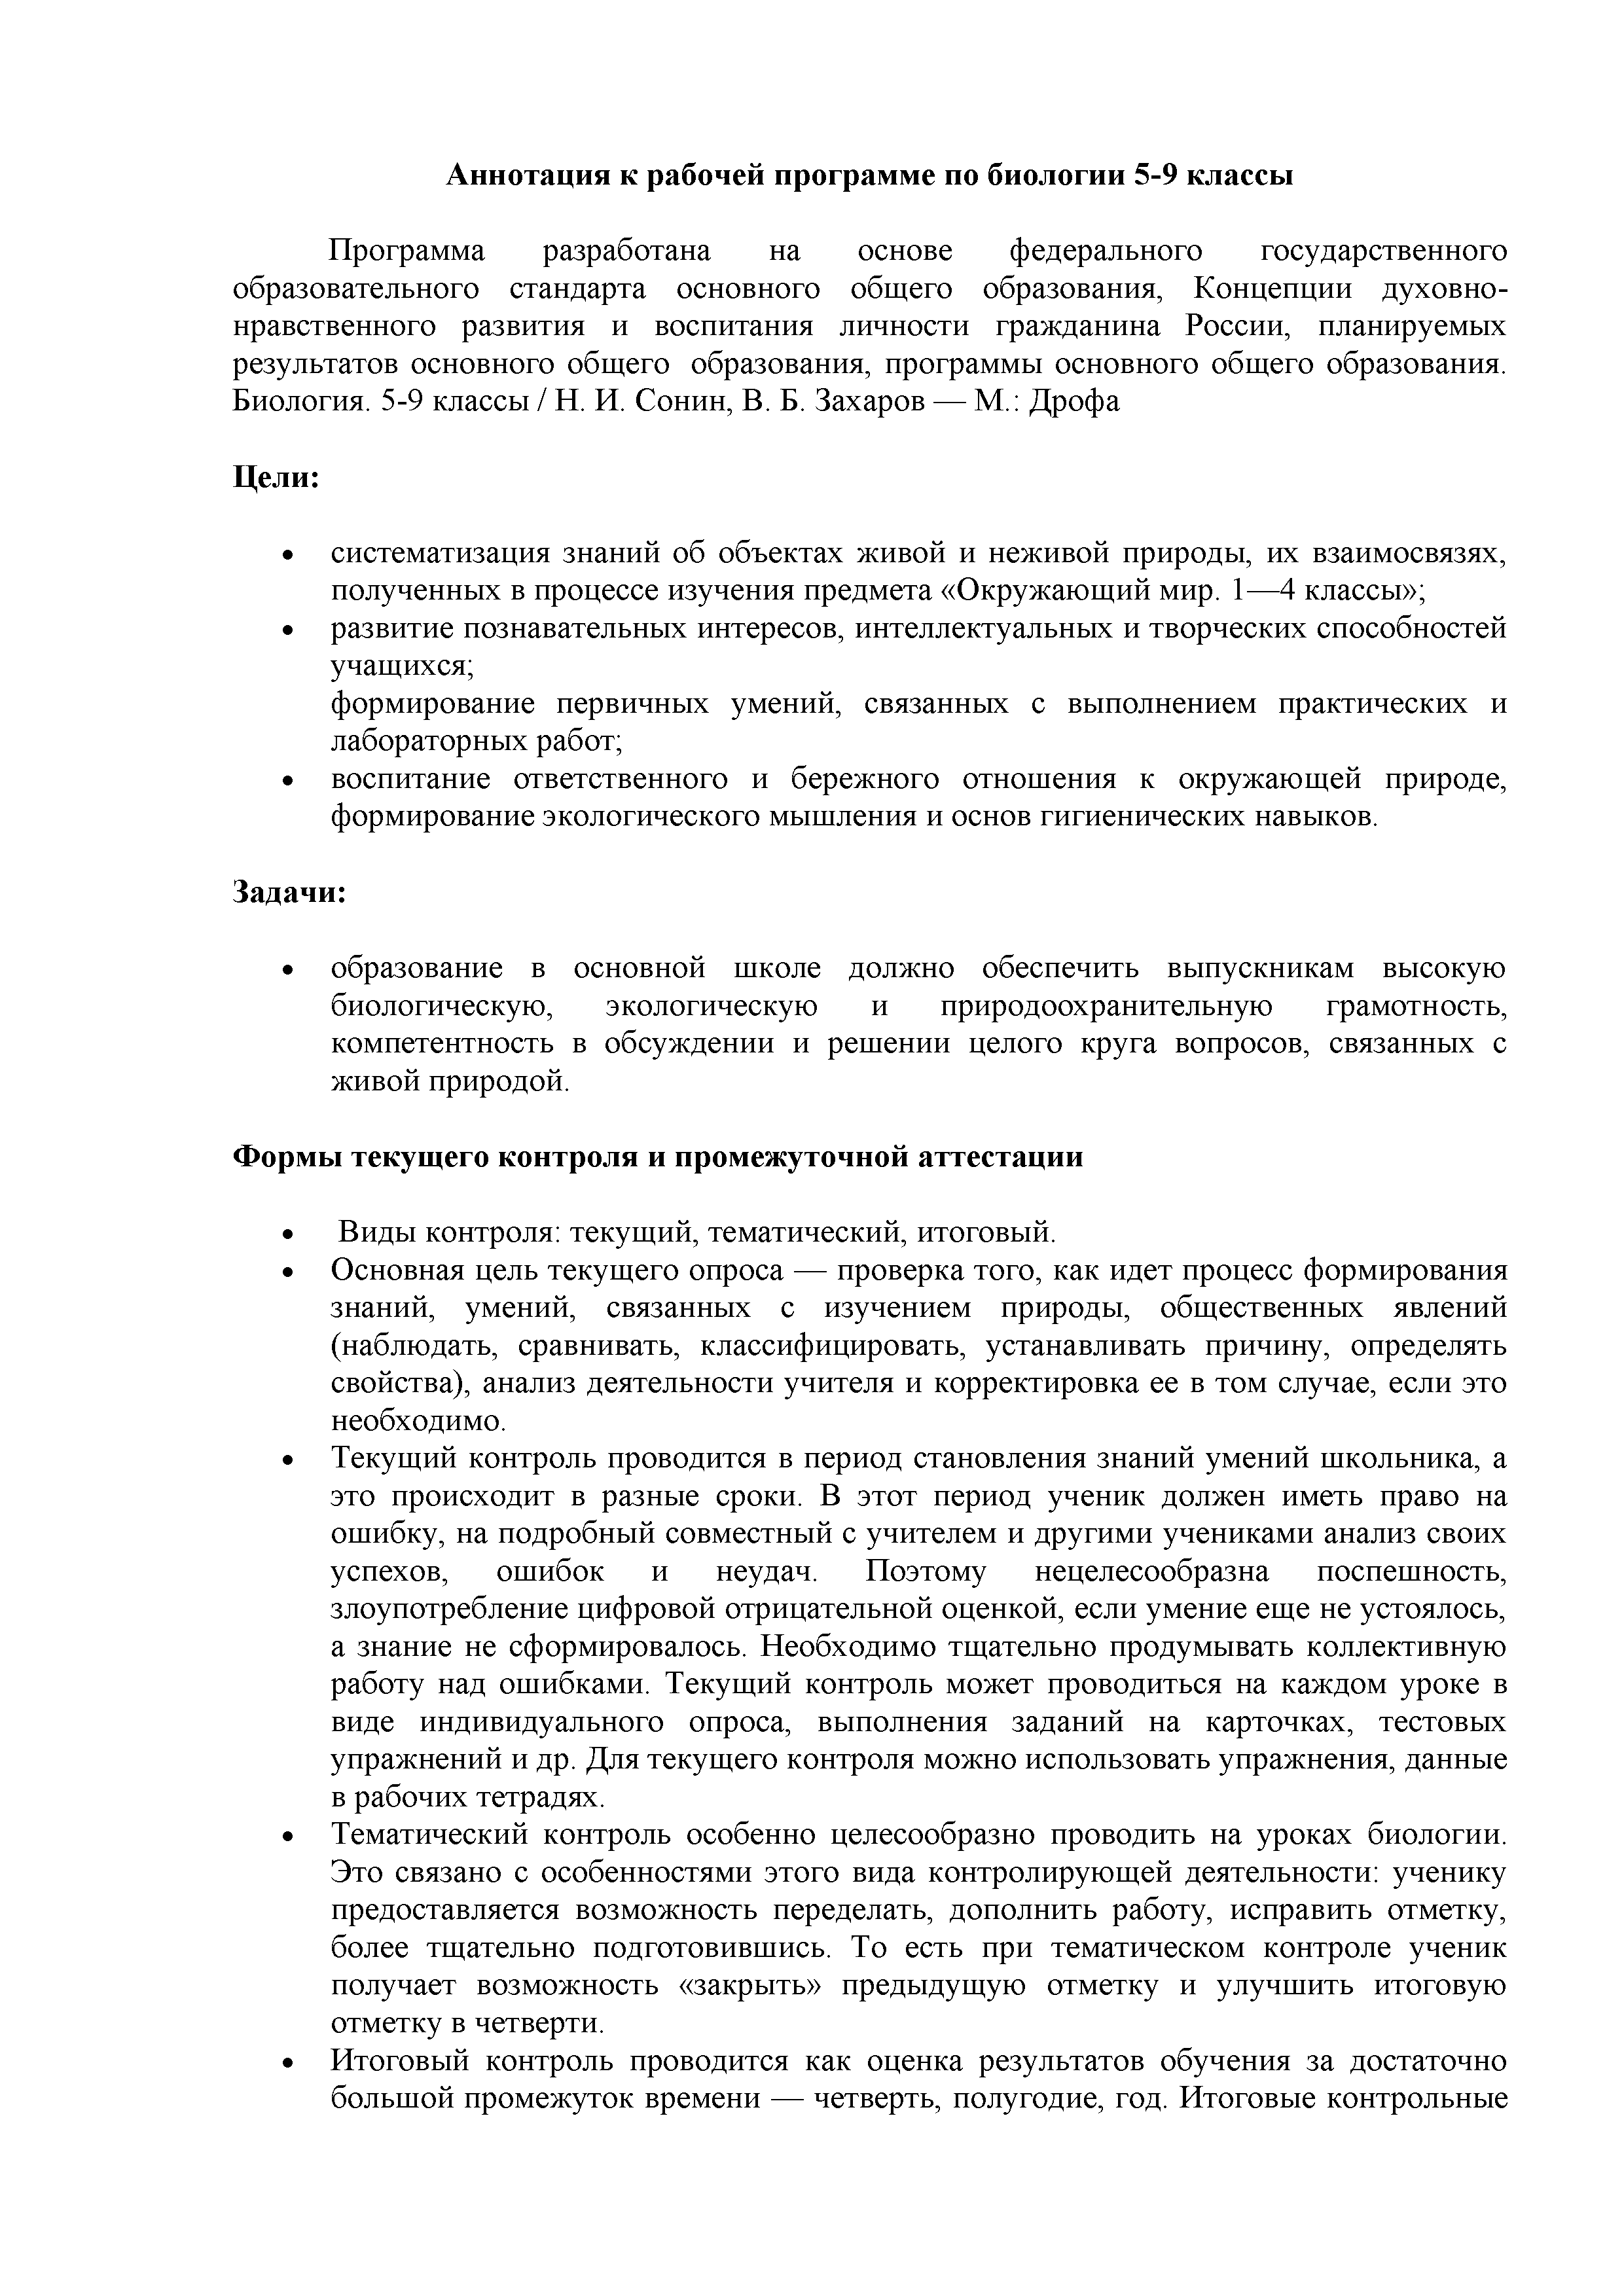 Аннотация к рабочей программе по биологии 5-9 классы
Программа разработана на основе федерального государственного
образовательного стандарта основного общего образования, Концепции духовно-
нравственного развития и воспитания личности гражданина России, планируемых
результатов основного общего образования, программы основного общего образования.
Биология. 5-9 классы / Н. И. Сонин, В. Б. Захаров — М.: Дрофа
Цели:
• систематизация знаний об объектах живой и неживой природы, их взаимосвязях,
полученных в процессе изучения предмета «Окружающий мир. 1—4 классы»;
• развитие познавательных интересов, интеллектуальных и творческих способностей
учащихся;
формирование первичных умений, связанных с выполнением практических и
лабораторных работ;
• воспитание ответственного и бережного отношения к окружающей природе,
формирование экологического мышления и основ гигиенических навыков.
Задачи:
• образование в основной школе должно обеспечить выпускникам высокую
биологическую, экологическую и природоохранительную грамотность,
компетентность в обсуждении и решении целого круга вопросов, связанных с
живой природой.
Формы текущего контроля и промежуточной аттестации
• Виды контроля: текущий, тематический, итоговый.
• Основная цель текущего опроса — проверка того, как идет процесс формирования
знаний, умений, связанных с изучением природы, общественных явлений
(наблюдать, сравнивать, классифицировать, устанавливать причину, определять
свойства), анализ деятельности учителя и корректировка ее в том случае, если это
необходимо.
• Текущий контроль проводится в период становления знаний умений школьника, а
это происходит в разные сроки. В этот период ученик должен иметь право на
ошибку, на подробный совместный с учителем и другими учениками анализ своих
успехов, ошибок и неудач. Поэтому нецелесообразна поспешность,
злоупотребление цифровой отрицательной оценкой, если умение еще не устоялось,
а знание не сформировалось. Необходимо тщательно продумывать коллективную
работу над ошибками. Текущий контроль может проводиться на каждом уроке в
виде индивидуального опроса, выполнения заданий на карточках, тестовых
упражнений и др. Для текущего контроля можно использовать упражнения, данные
в рабочих тетрадях.
• Тематический контроль особенно целесообразно проводить на уроках биологии.
Это связано с особенностями этого вида контролирующей деятельности: ученику
предоставляется возможность переделать, дополнить работу, исправить отметку,
более тщательно подготовившись. То есть при тематическом контроле ученик
получает возможность «закрыть» предыдущую отметку и улучшить итоговую
отметку в четверти.
• Итоговый контроль проводится как оценка результатов обучения за достаточно
большой промежуток времени — четверть, полугодие, год. Итоговые контрольные